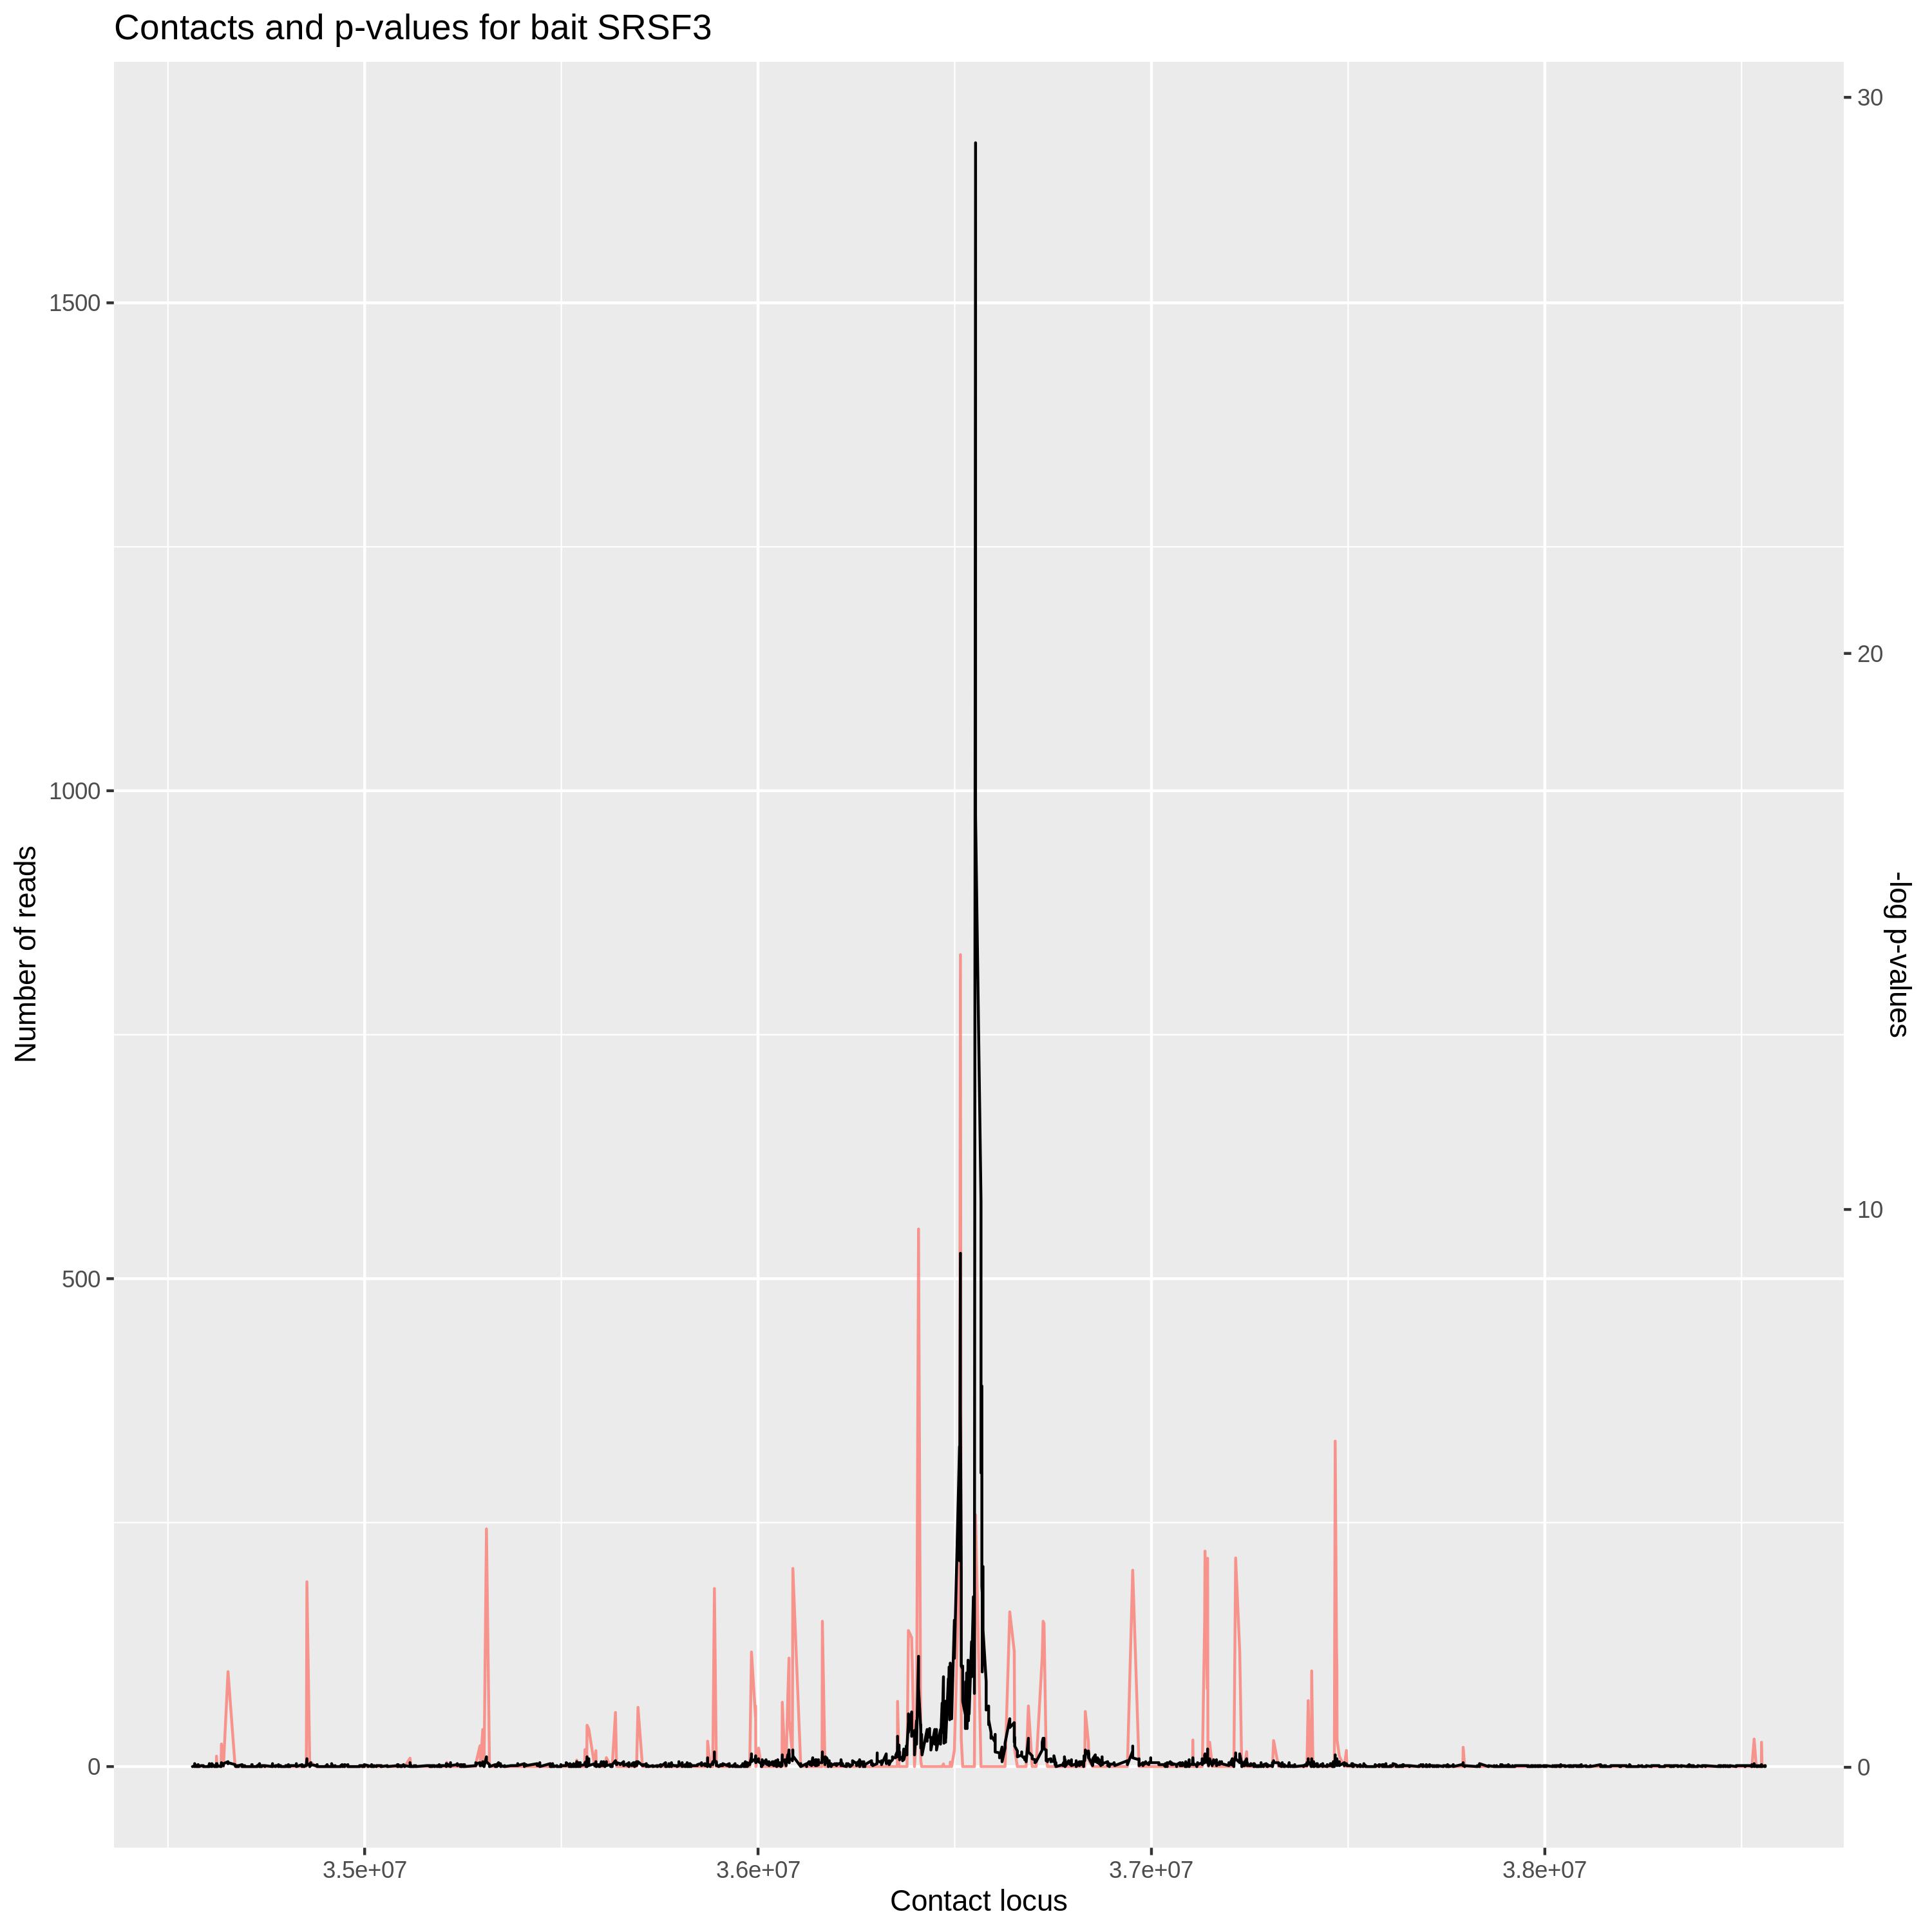 Contacts and p-values for bait SRSF3
30
1500
20
1000
Number of reads
-log p-values
10
500
0
0
3.5e+07
3.6e+07
3.7e+07
3.8e+07
Contact locus